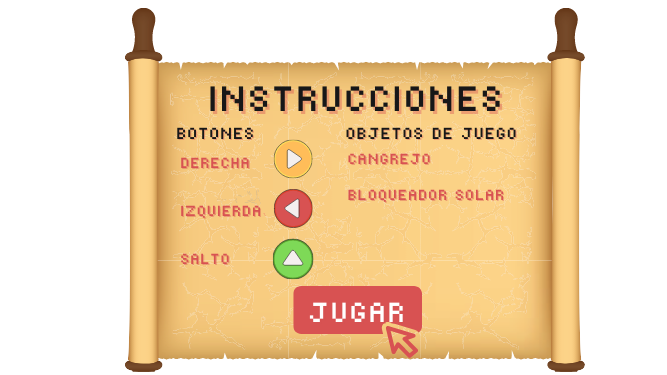 INSTRUCCIONES
BOTONES
DERECHA
IZQUIERDA
SALTO
OBJETOS DE JUEGO
CANGREJO
BLOQUEADOR SOLAR
JUGAR